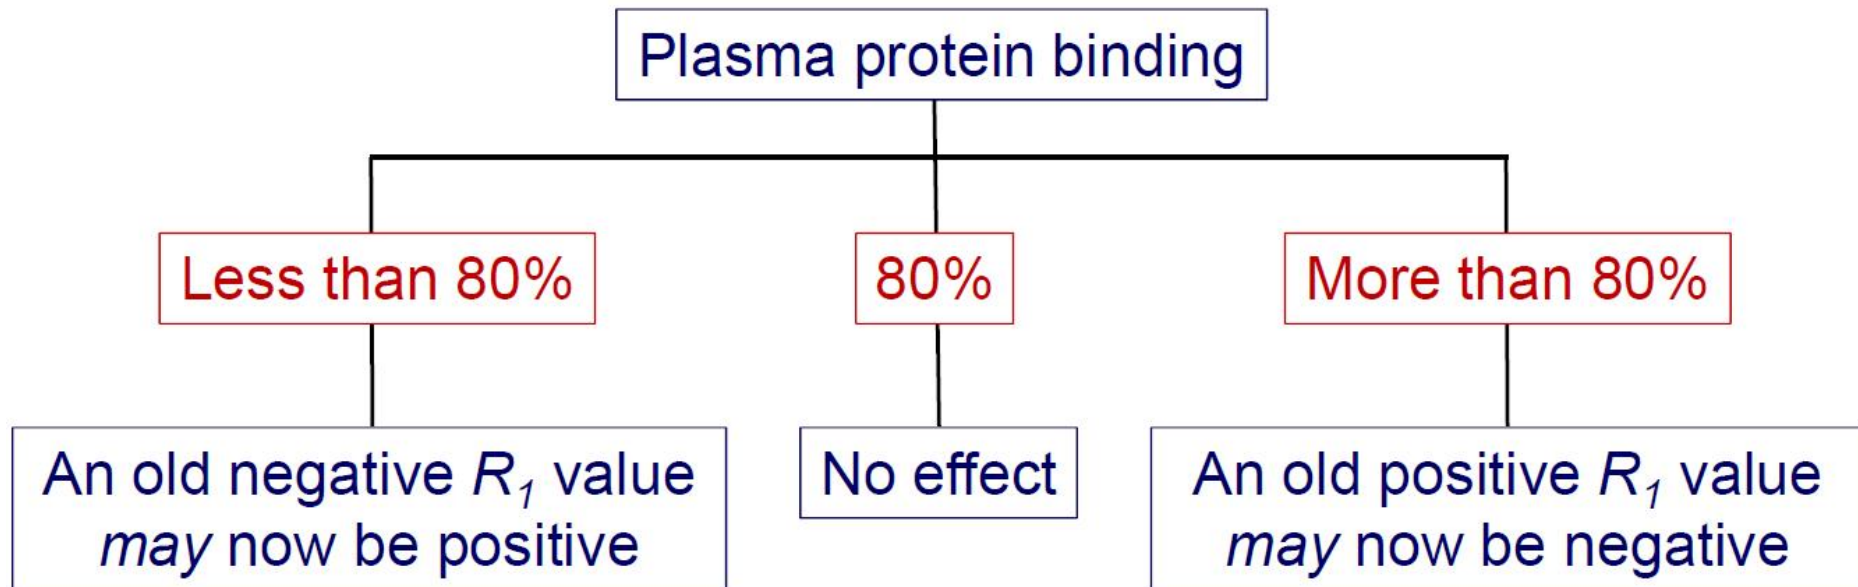 Plasma protein binding
Less than 80%
80%
More than 80%
An old negative R₁ value
may now be positive
No effect
An old positive R₁ value
may now be negative